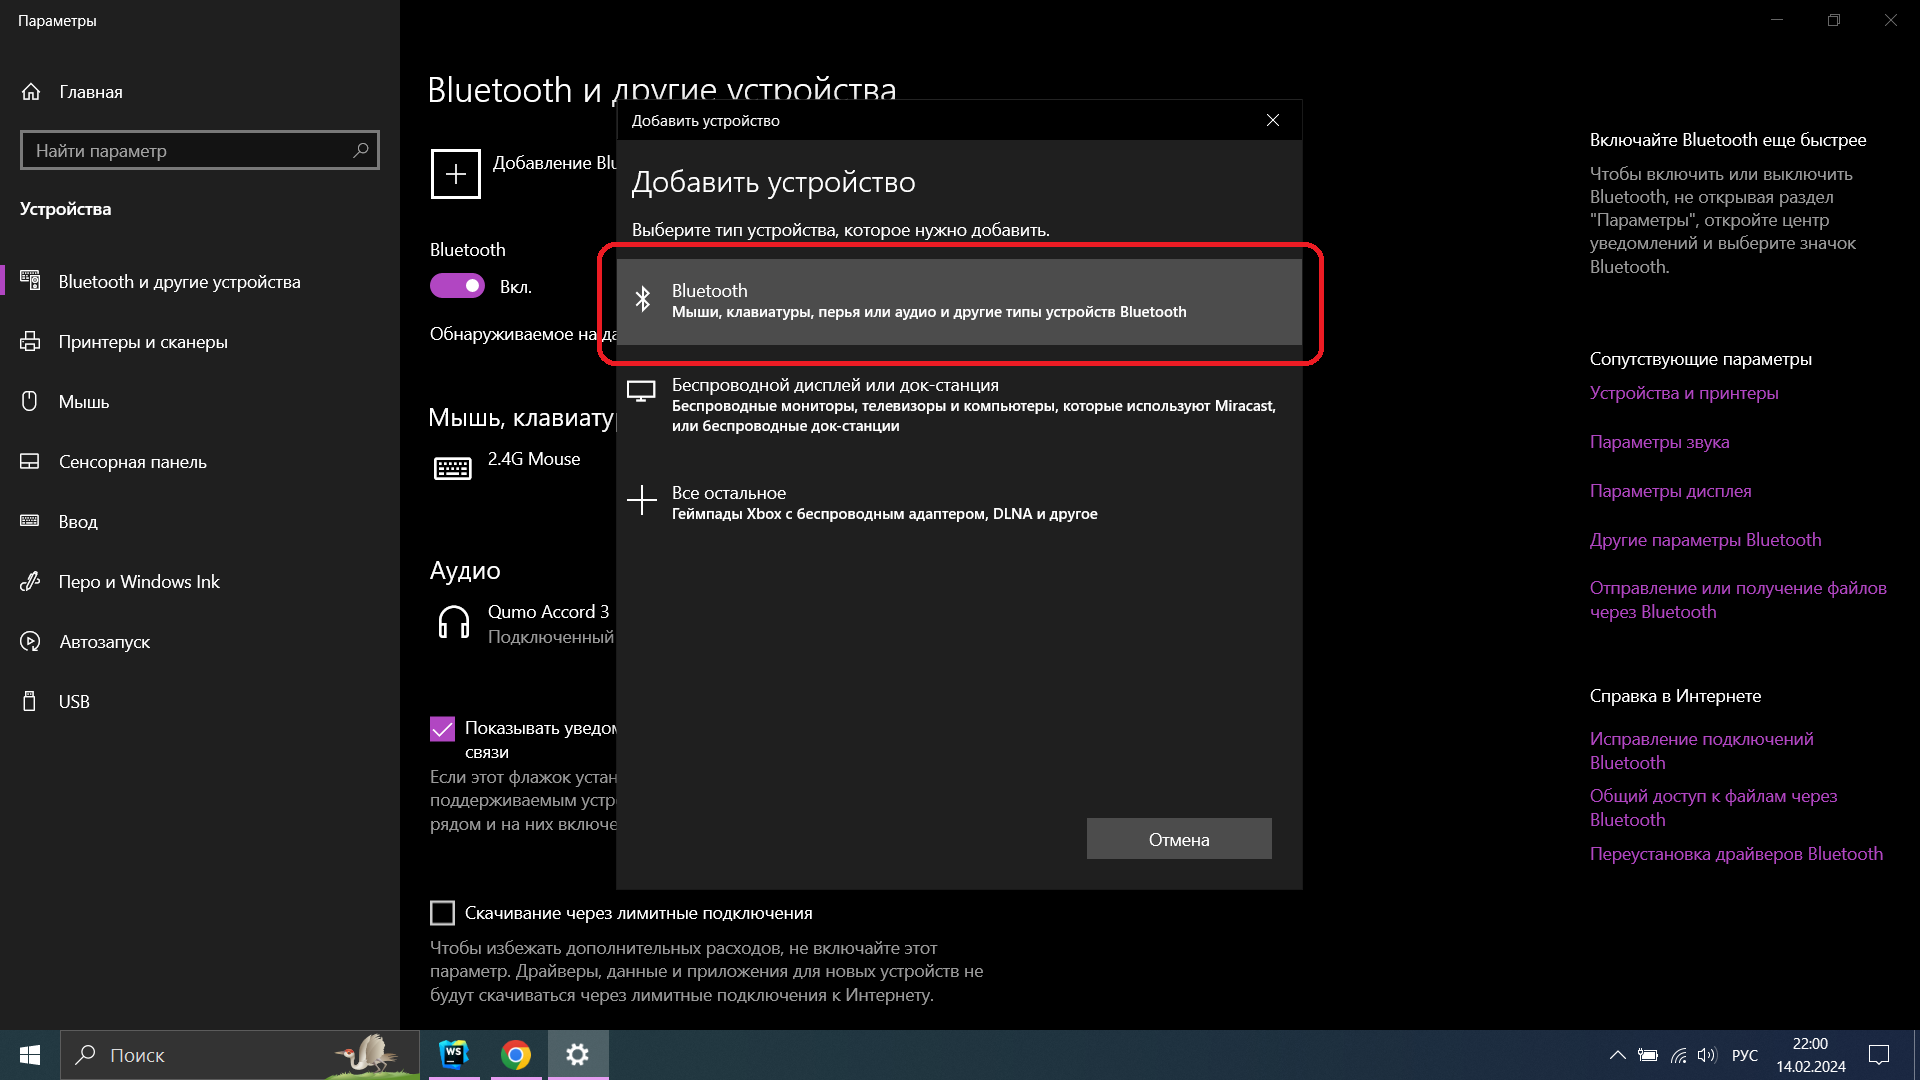 Параметры
Главная
Найти параметр
Устройства
Bluetooth и другие устройства
Принтеры и сканеры
Мышь
Сенсорная панель
Ввод
Перо и Windows Ink
Автозапуск
USB
Bluetooth и другие устройства
Добавление Blu
Bluetooth
Вкл.
Обнаруживаемое на да
Мышь, клавиату
2.4G Mouse
Аудио
Qumo Accord 3
Подключенный
Показывать уведом
связи
Если этот флажок устан
поддерживаемым устр
рядом и на них включе
Скачивание через лимитные подключения
Чтобы избежать дополнительных расходов, не включайте этот
параметр. Драйверы, данные и приложения для новых устройств не
будут скачиваться через лимитные подключения к Интернету.
Добавить устройство
Добавить устройство
Выберите тип устройства, которое нужно добавить.
Bluetooth
Мыши, клавиатуры, перья или аудио и другие типы устройств Bluetooth
Беспроводной дисплей или док-станция
Беспроводные мониторы, телевизоры и компьютеры, которые используют Miracast,
или беспроводные док-станции
Все остальное
Геймпады Xbox с беспроводным адаптером, DLNA и другое
Отмена
Включайте Bluetooth еще быстрее
Чтобы включить или выключить
Bluetooth, не открывая раздел
"Параметры", откройте центр
уведомлений и выберите значок
Bluetooth.
Сопутствующие параметры
Устройства и принтеры
Параметры звука
Параметры дисплея
Другие параметры Bluetooth
Отправление или получение файлов
через Bluetooth
Справка в Интернете
Исправление подключений
Bluetooth
Общий доступ к файлам через
Bluetooth
Переустановка драйверов Bluetooth
Поиск
WS
РУС
22:00
14.02.2024